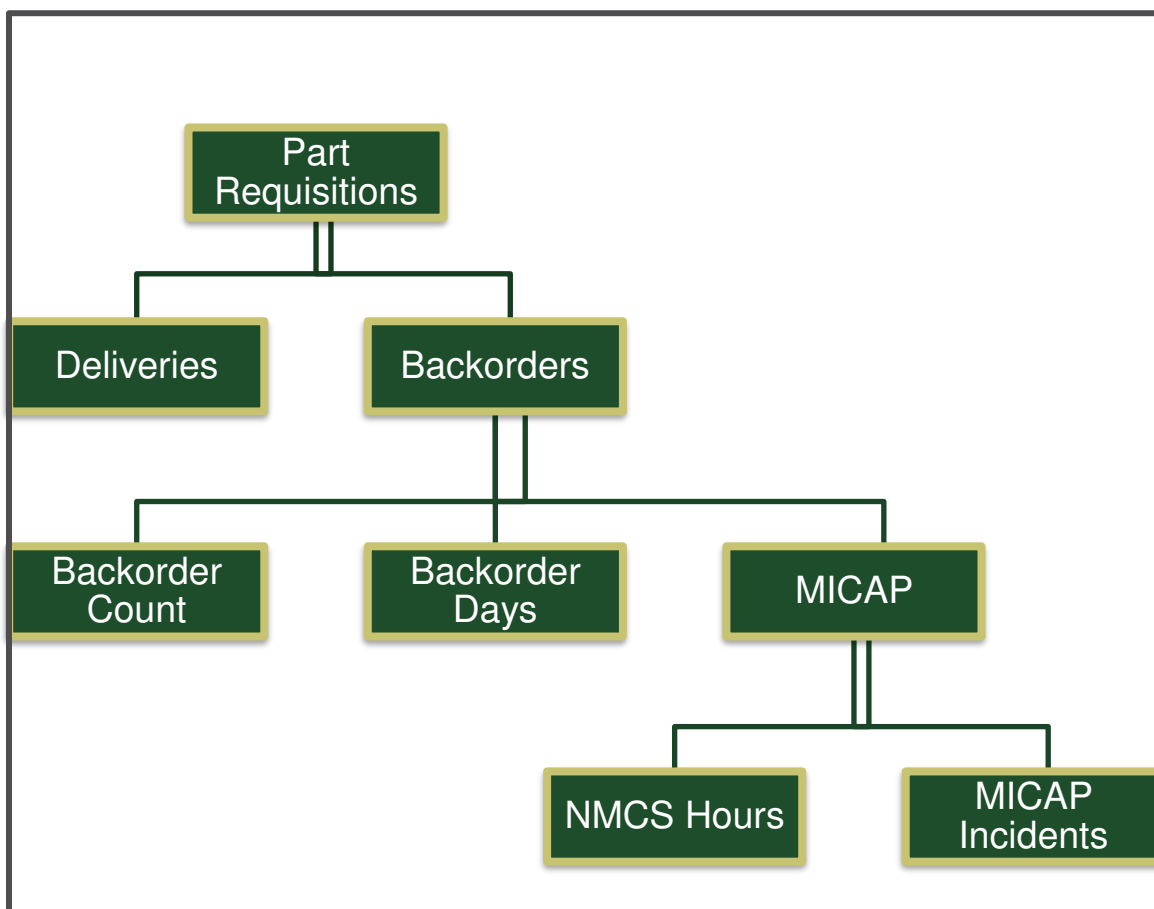 Part
Requisitions
Deliveries
Backorders
Backorder
Count
Backorder
Days
MICAP
NMCS Hours
MICAP
Incidents